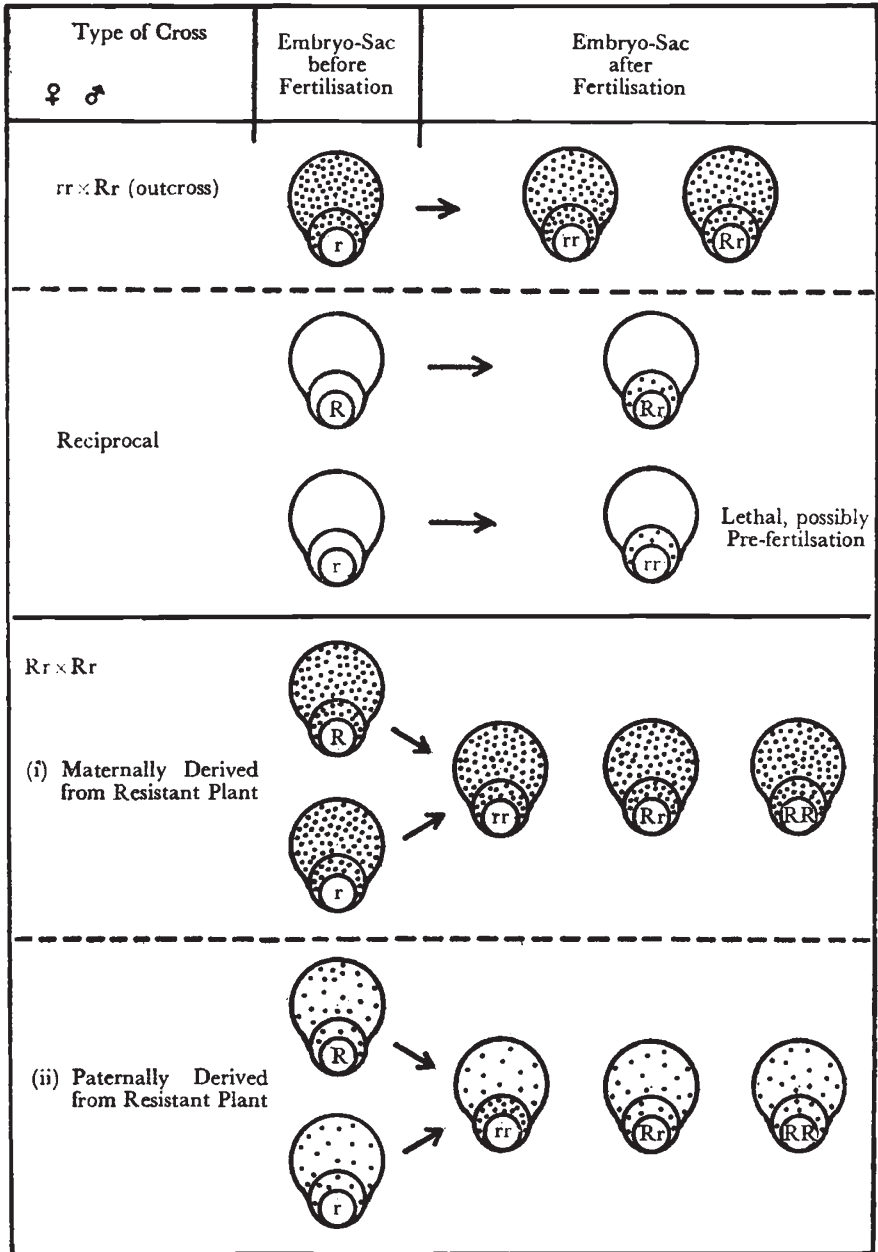 Type of Cross
♀ ♂
Embryo-Sac
before
Fertilisation
Embryo-Sac
after
Fertilisation
rr × Rr (outcross)
r
rr
Rr
Reciprocal
R
Rr
r
rr
Lethal, possibly
Pre-fertilsation
Rr × Rr
(i) Maternally Derived
from Resistant Plant
R
r
rr
Rr
RR
(ii) Paternally Derived
from Resistant Plant
R
r
rr
Rr
RR